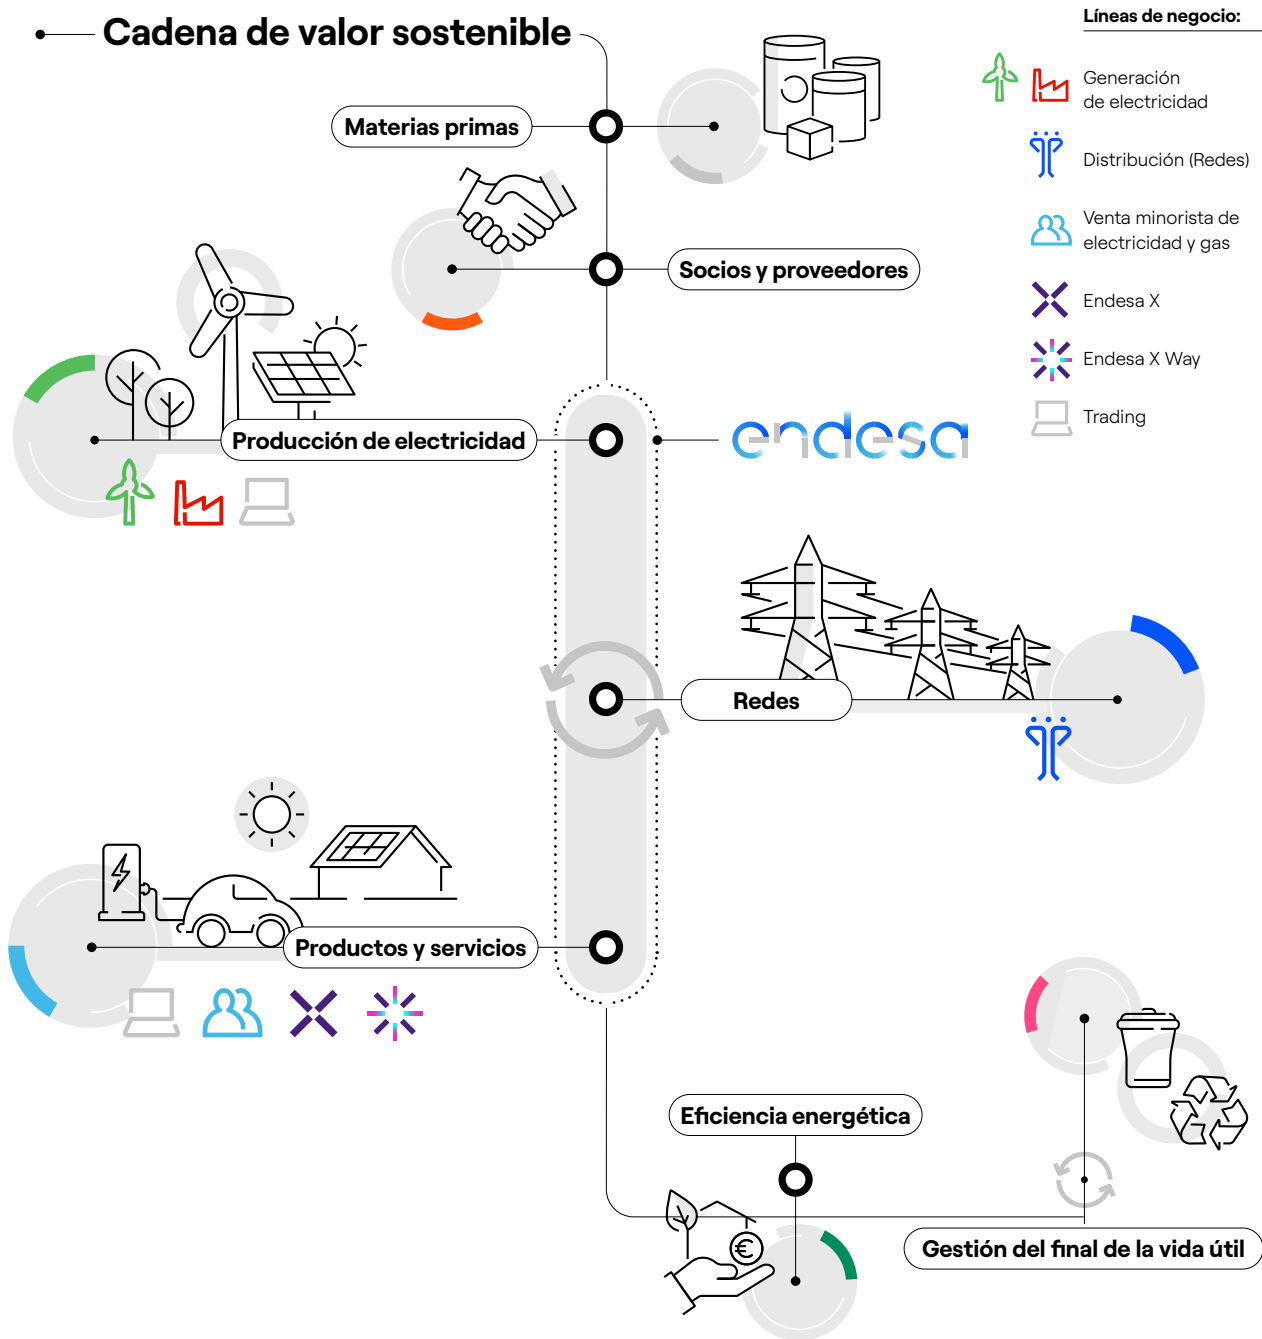 Cadena de valor sostenible
Líneas de negocio:
Generación
de electricidad
Distribución (Redes)
Venta minorista de
electricidad y gas
Endesa X
Endesa X Way
Trading
Materias primas
Socios y proveedores
Producción de electricidad
endesa
Redes
Productos y servicios
Eficiencia energética
€
Gestión del final de la vida útil